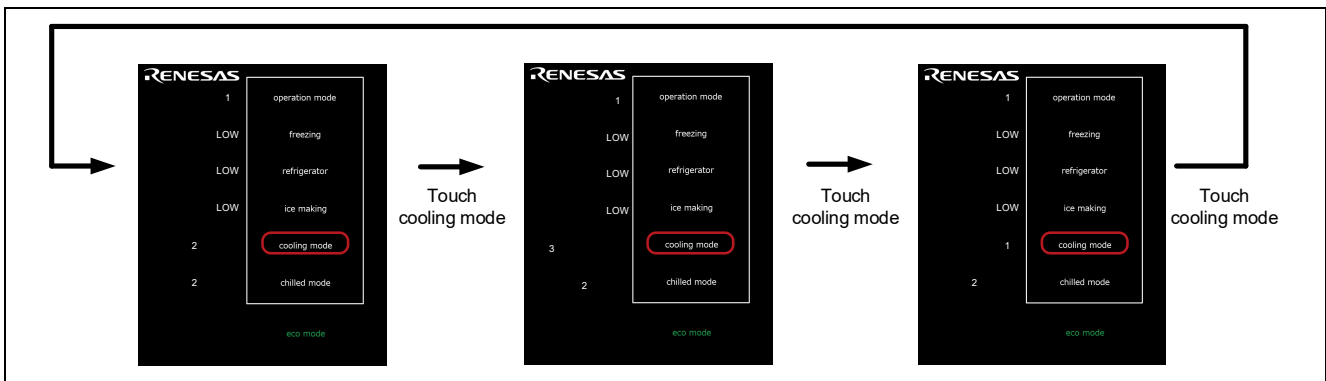 RENESAS
1 operation mode
LOW freezing
LOW refrigerator
LOW ice making
2 cooling mode
2 chilled mode
eco mode
Touch
cooling mode
RENESAS
1 operation mode
LOW freezing
LOW refrigerator
LOW ice making
3 cooling mode
2 chilled mode
eco mode
Touch
cooling mode
RENESAS
1 operation mode
LOW freezing
LOW refrigerator
LOW ice making
1 cooling mode
2 chilled mode
eco mode
Touch
cooling mode